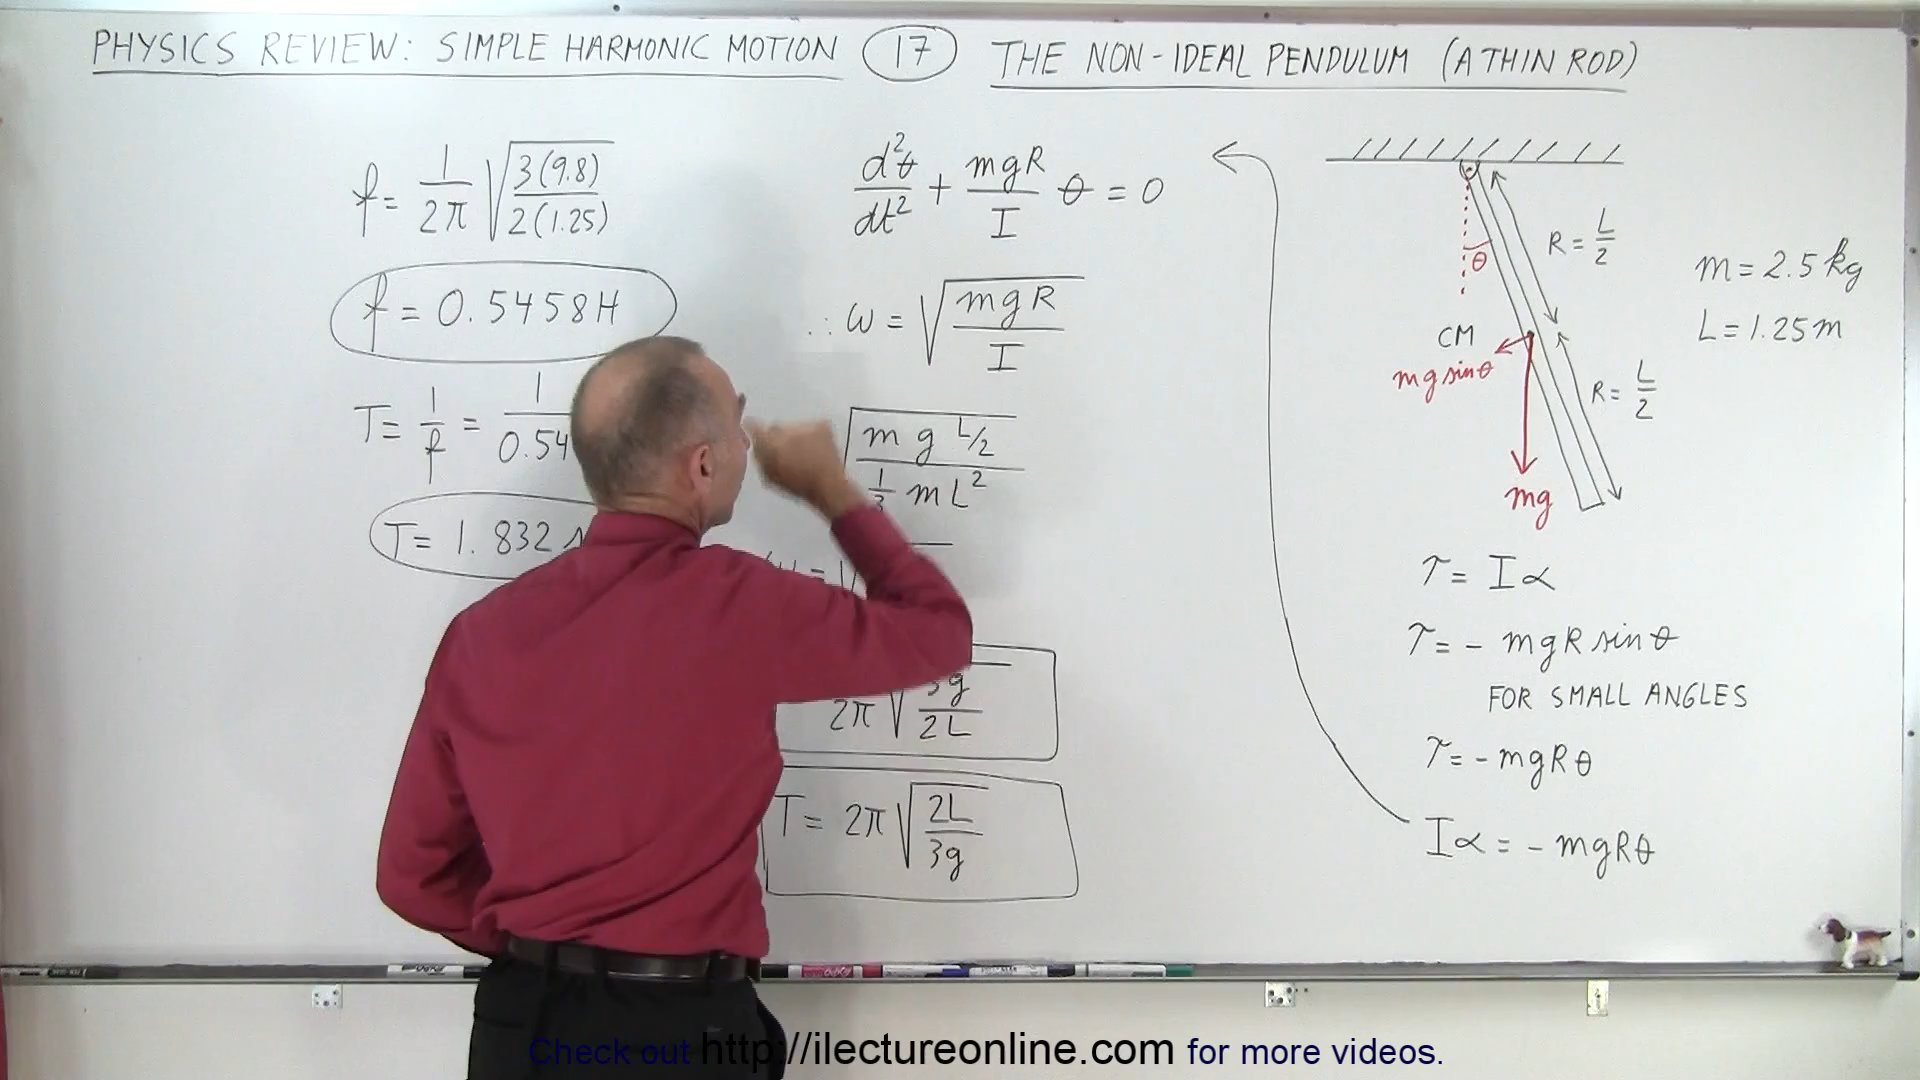 PHYSICS REVIEW: SIMPLE HARMONIC MOTION 17 THE NON-IDEAL PENDULUM (A THIN ROD)
f = 1/2π √(3(9.8)/2(1.25))
f = 0.5458H
T = 1/f = 1/0.54
T = 1.832
d²θ/dt² + mgR/I θ = 0
∴ ω = √(mgR/I)
√(m g L/2 / 1/3 mL²)
2π √(3g/2L)
T = 2π √(2L/3g)
θ
R = L/2
CM
mg sinθ
R = L/2
mg
m = 2.5 kg
L = 1.25 m
τ = Iα
τ = - mgR sinθ
FOR SMALL ANGLES
τ = - mgRθ
Iα = - mgRθ
Check out http://ilectureonline.com for more videos.